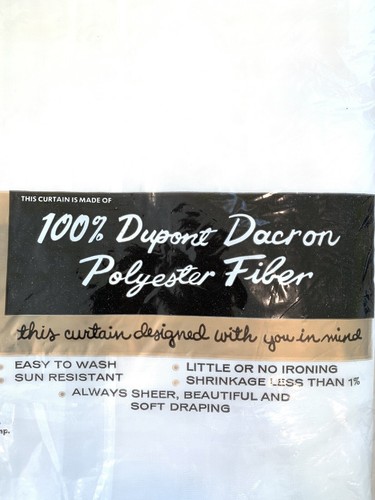 THIS CURTAIN IS MADE OF
100% Dupont Dacron
Polyester Fiber
this curtain designed with you in mind
• EASY TO WASH
• LITTLE OR NO IRONING
• SUN RESISTANT
• SHRINKAGE LESS THAN 1%
• ALWAYS SHEER, BEAUTIFUL AND
SOFT DRAPING